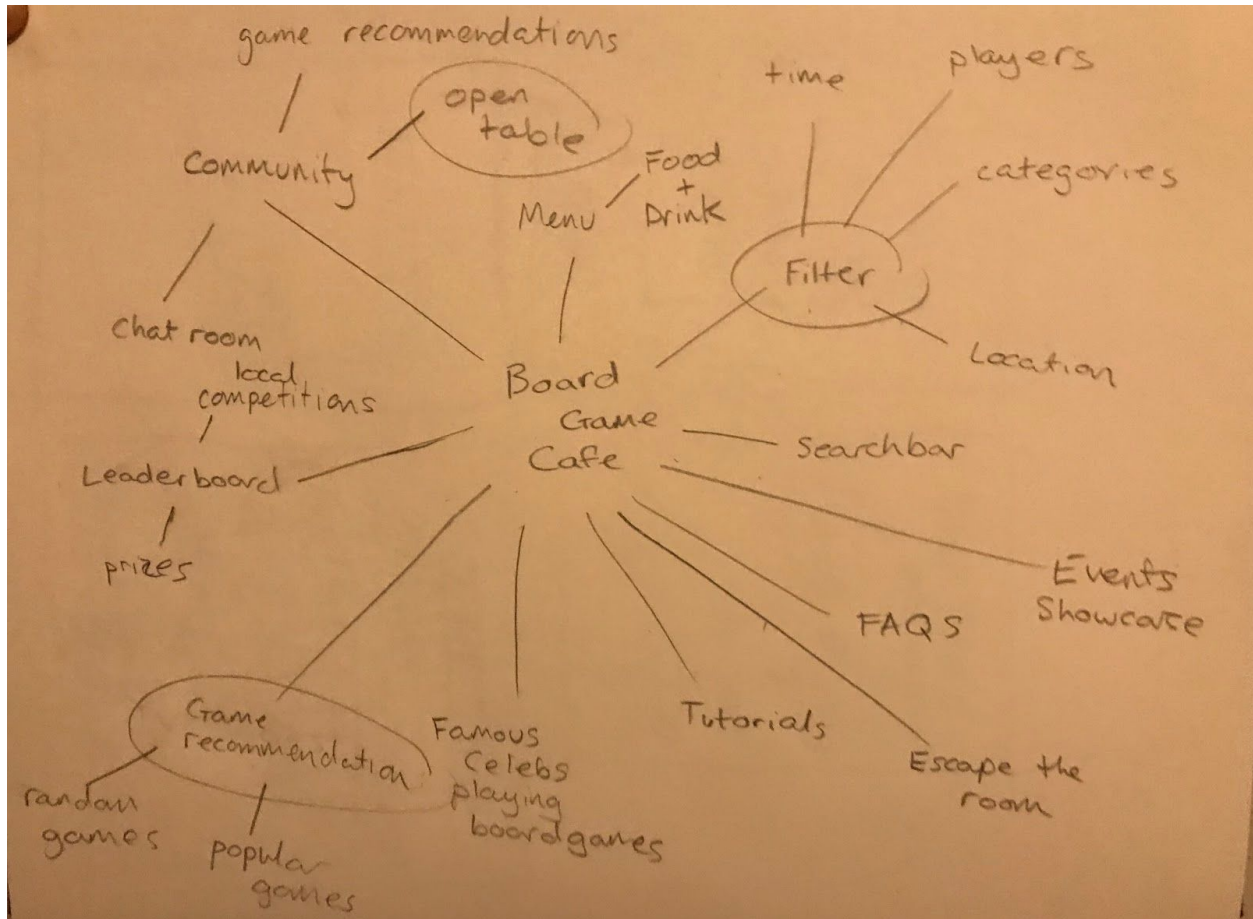 game recommendations
open
table
Community
time
players
categories
Menu
Food
+
Drink
Filter
Location
Chat room
local
competitions
Leaderboard
prizes
Board
Game
Cafe
Searchbar
Events
Showcase
FAQS
Game
recommendation
random
games
popular
games
Famous
Celebs
playing
boardgames
Tutorials
Escape the
room